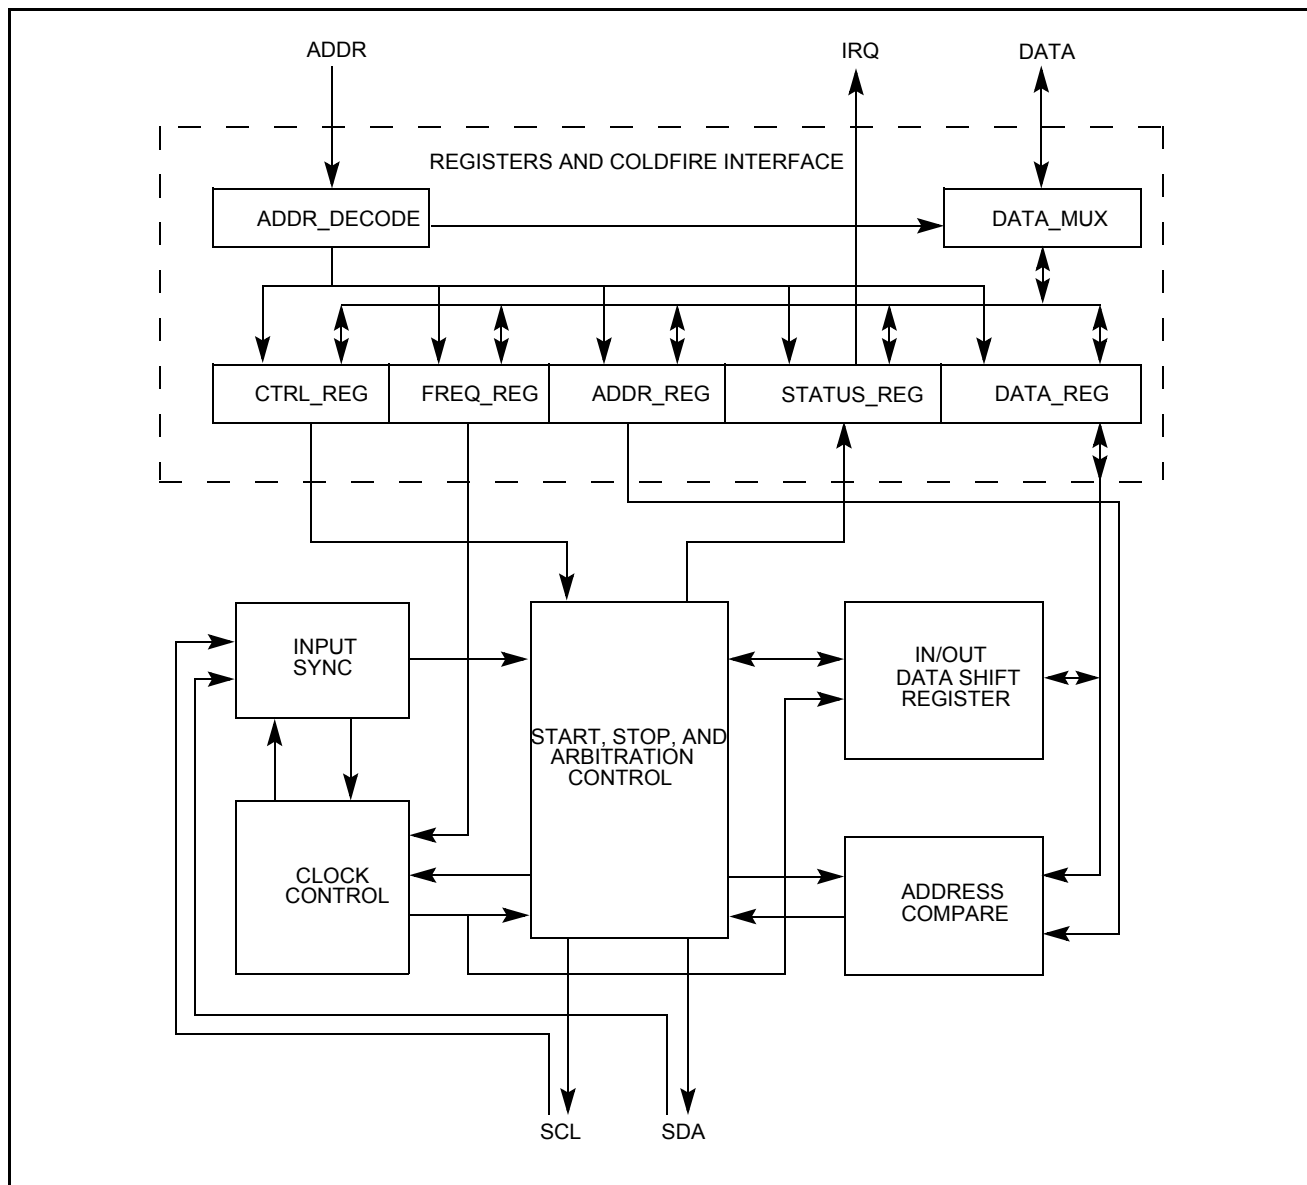 ADDR
IRQ
DATA
REGISTERS AND COLDFIRE INTERFACE
ADDR_DECODE
DATA_MUX
CTRL_REG
FREQ_REG
ADDR_REG
STATUS_REG
DATA_REG
INPUT
SYNC
START, STOP, AND
ARBITRATION
CONTROL
IN/OUT
DATA SHIFT
REGISTER
CLOCK
CONTROL
ADDRESS
COMPARE
SCL
SDA